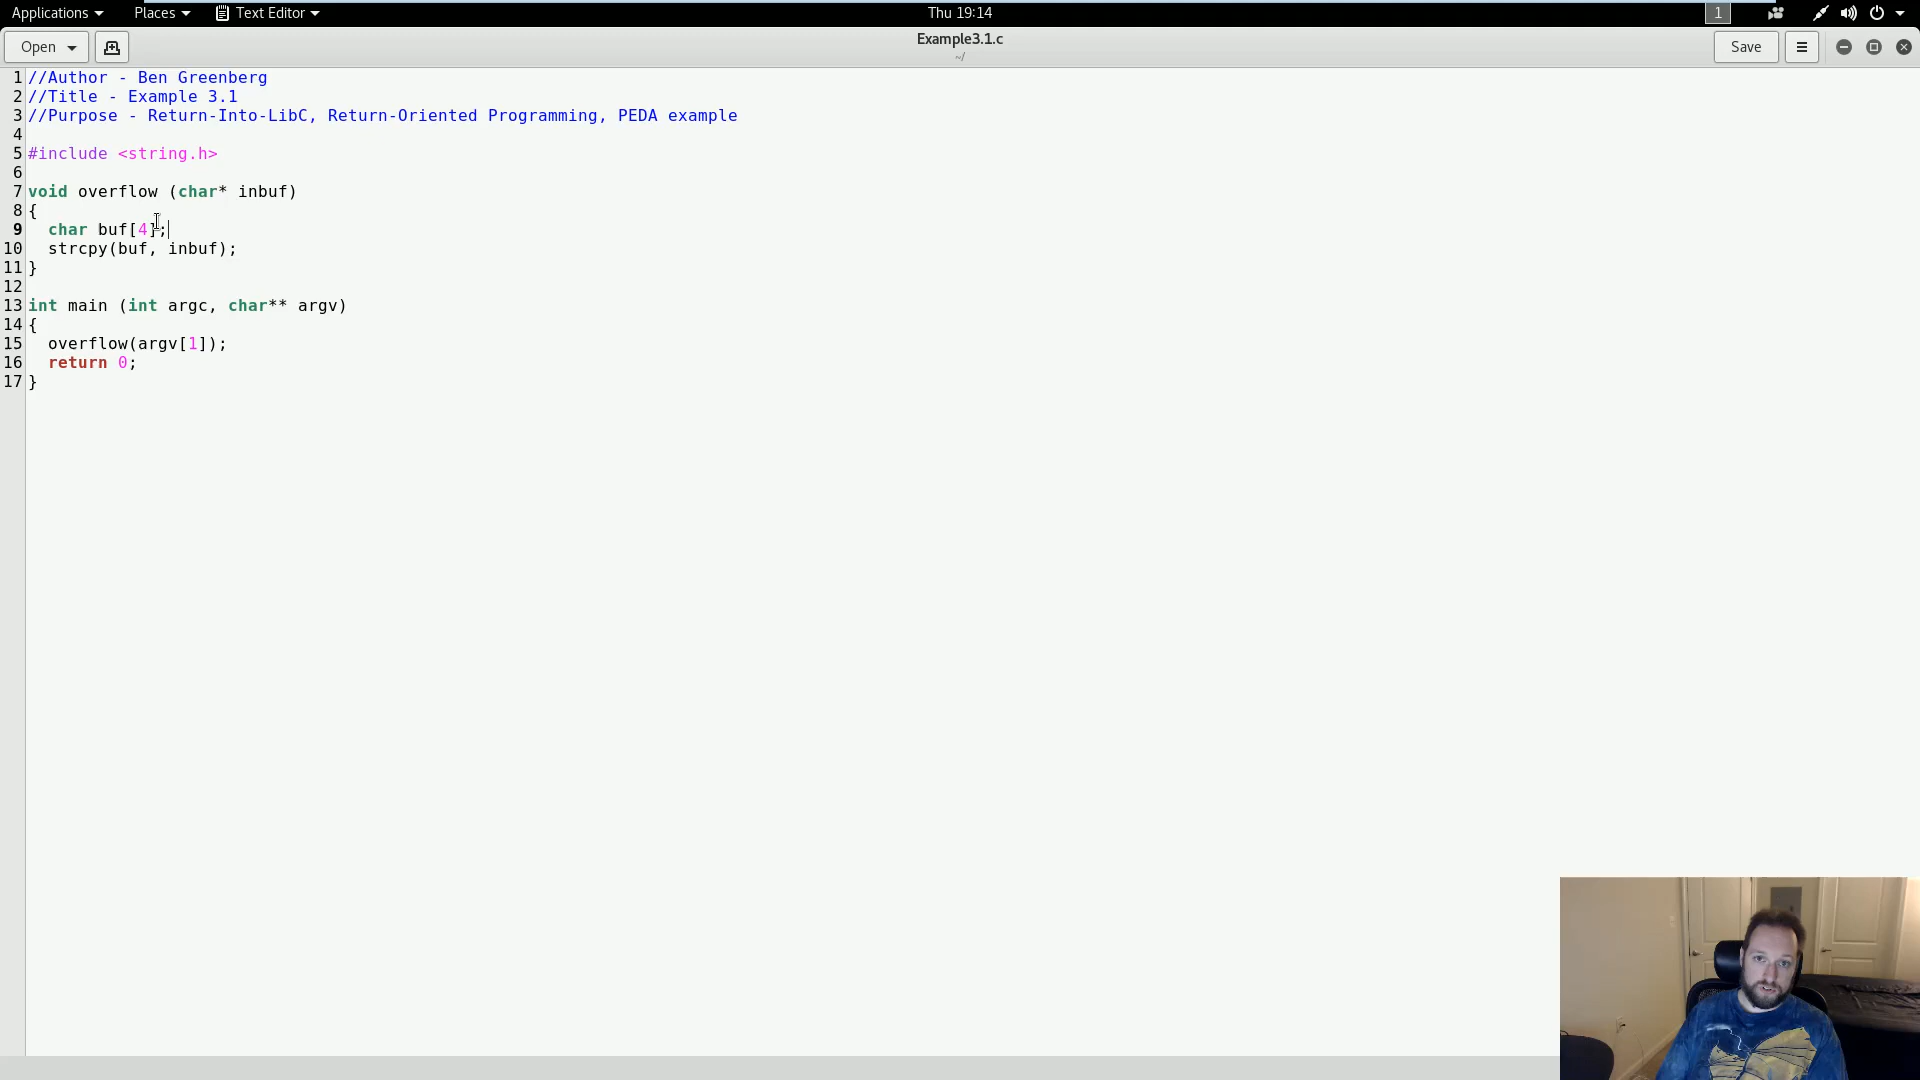 Applications Places Text Editor Thu 19:14 1
Open Example3.1.c Save
~/
1 //Author - Ben Greenberg
2 //Title - Example 3.1
3 //Purpose - Return-Into-LibC, Return-Oriented Programming, PEDA example
4
5 #include <string.h>
6
7 void overflow (char* inbuf)
8 {
9 char buf[4];
10 strcpy(buf, inbuf);
11 }
12
13 int main (int argc, char** argv)
14 {
15 overflow(argv[1]);
16 return 0;
17 }